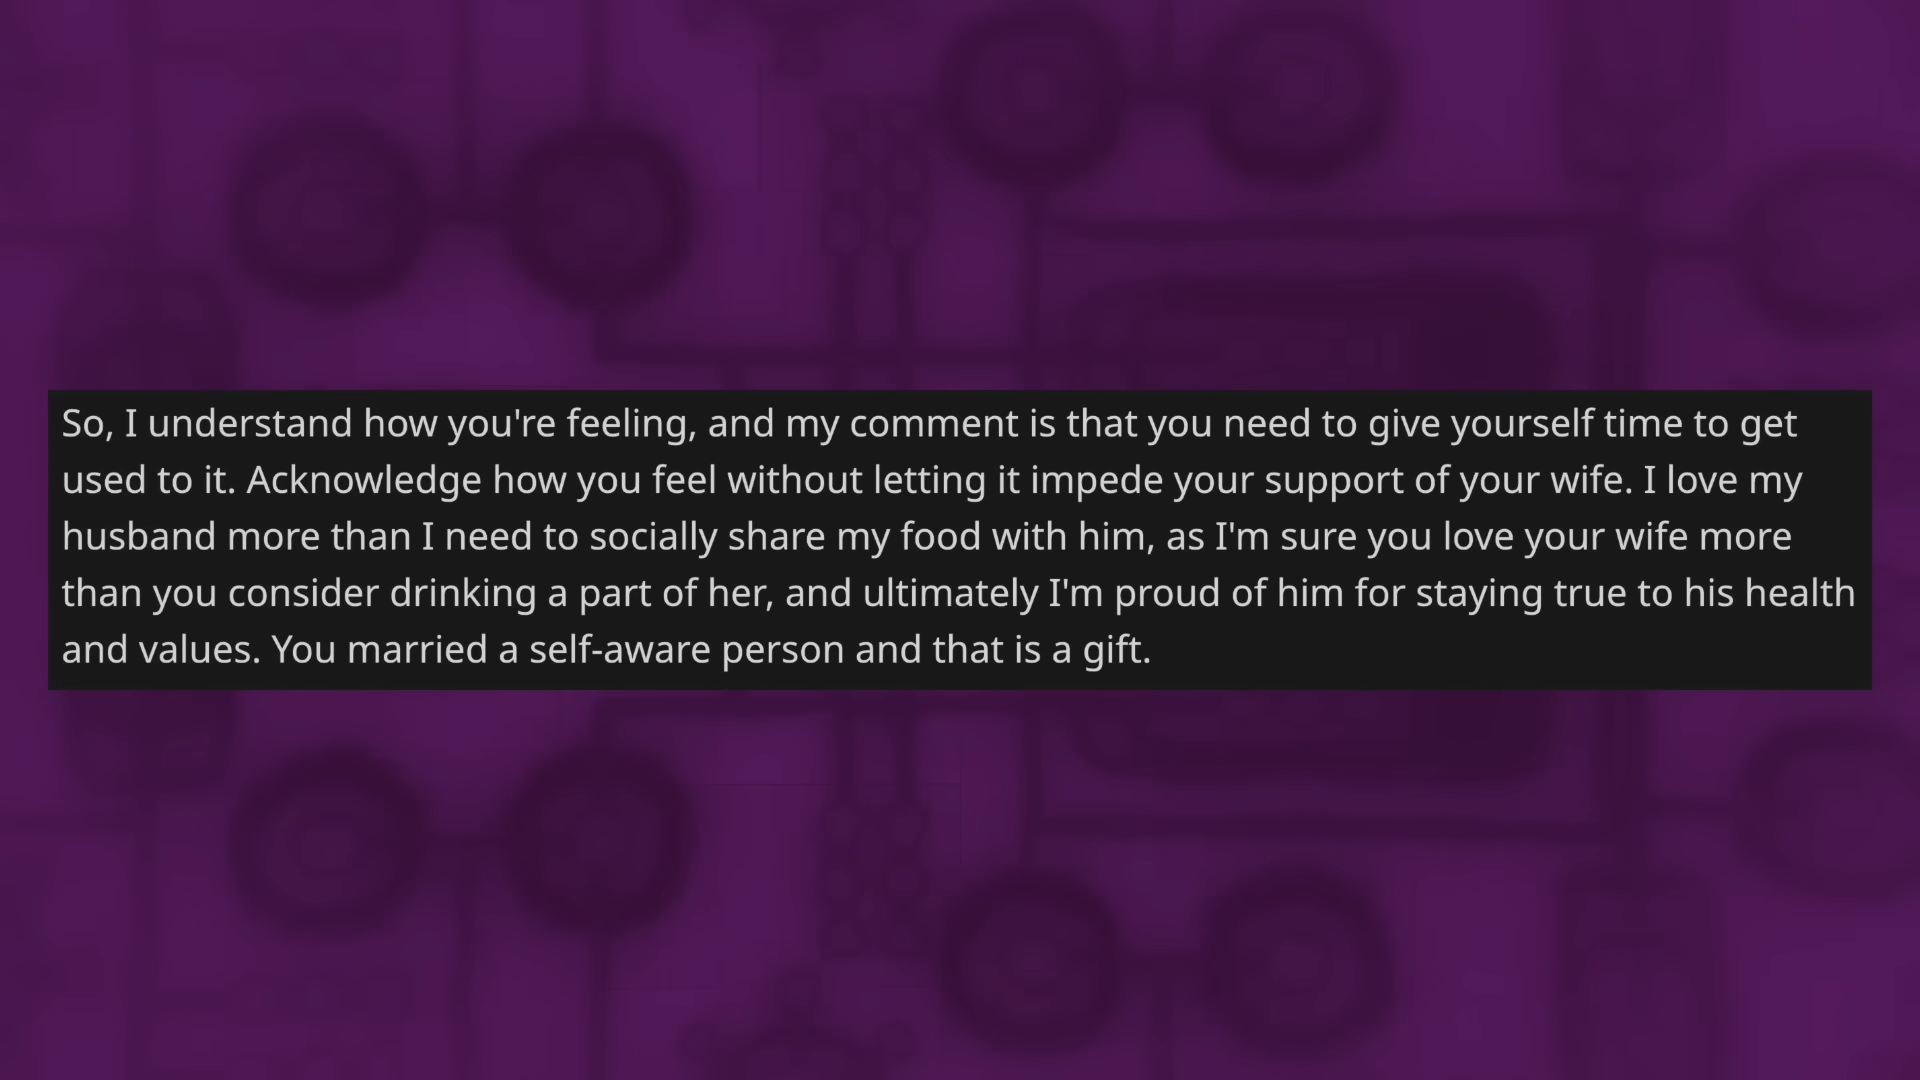 So, I understand how you're feeling, and my comment is that you need to give yourself time to get
used to it. Acknowledge how you feel without letting it impede your support of your wife. I love my
husband more than I need to socially share my food with him, as I'm sure you love your wife more
than you consider drinking a part of her, and ultimately I'm proud of him for staying true to his health
and values. You married a self-aware person and that is a gift.